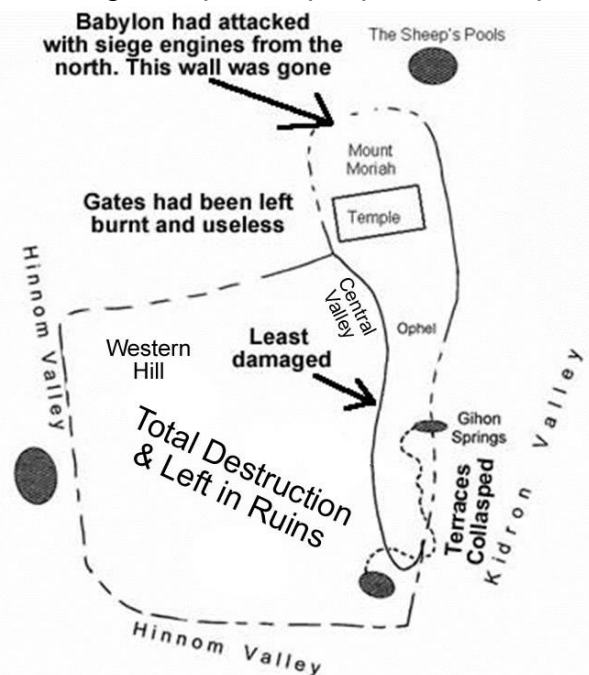 Babylon had attacked
with siege engines from the
north. This wall was gone
The Sheep's Pools
Mount
Moriah
Gates had been left
burnt and useless
Temple
Hinnom Valley
Central
Valley
Ophel
Least
damaged
Western
Hill
Gihon
Springs
Total Destruction
& Left in Ruins
Terraces
Collasped
Kidron Valley
Hinnom Valley